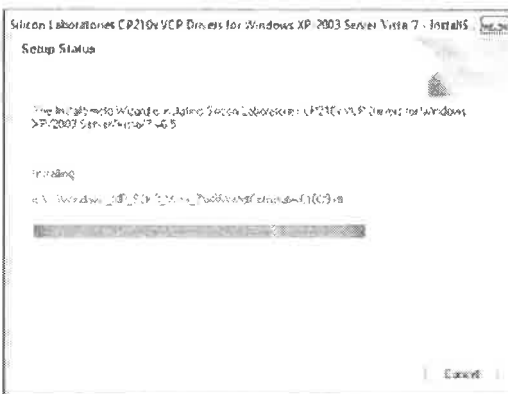 Silicon Laboratories CP210x VCP Drivers for Windows XP 2003 Server Vista 7 - InstallS...
Setup Status
The InstallShield Wizard is installing Silicon Laboratories CP210x VCP Drivers for Windows
XP/2003 Server/Vista/7 v6.5
Installing
Cancel